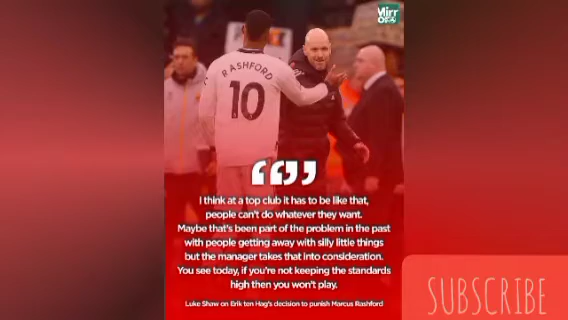 Mirr
or
RASHFORD
10
I think at a top club it has to be like that,
people can't do whatever they want.
Maybe that's been part of the problem in the past
with people getting away with silly little things
but the manager takes that into consideration.
You see today, if you're not keeping the standards
high then you won't play.
Luke Shaw on Erik ten Hag's decision to punish Marcus Rashford
SUBSCRIBE